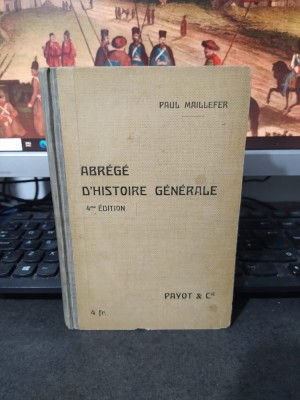 PAUL MAILLEFER
ABRÉGÉ
D'HISTOIRE GÉNÉRALE
4me ÉDITION
PAYOT & Cie
4 fr.